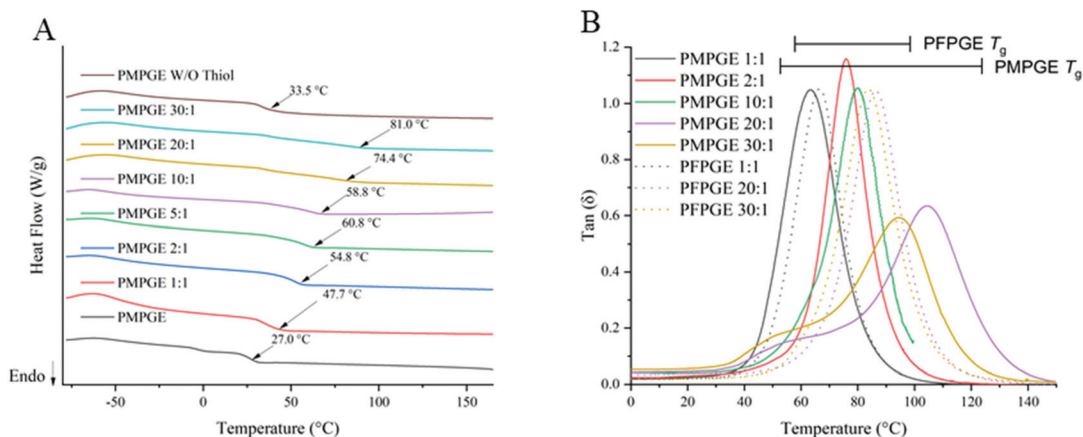 A
PMPGE W/O Thiol
33.5 °C
PMPGE 30:1
81.0 °C
PMPGE 20:1
74.4 °C
PMPGE 10:1
58.8 °C
PMPGE 5:1
60.8 °C
PMPGE 2:1
54.8 °C
PMPGE 1:1
47.7 °C
PMPGE
27.0 °C
Heat Flow (W/g)
Endo
-50 0 50 100 150
Temperature (°C)
B
PFPGE Tg
PMPGE Tg
PMPGE 1:1
PMPGE 2:1
PMPGE 10:1
PMPGE 20:1
PMPGE 30:1
PFPGE 1:1
PFPGE 20:1
PFPGE 30:1
Tan (δ)
1.2
1.0
0.8
0.6
0.4
0.2
0.0
0 20 40 60 80 100 120 140
Temperature (°C)